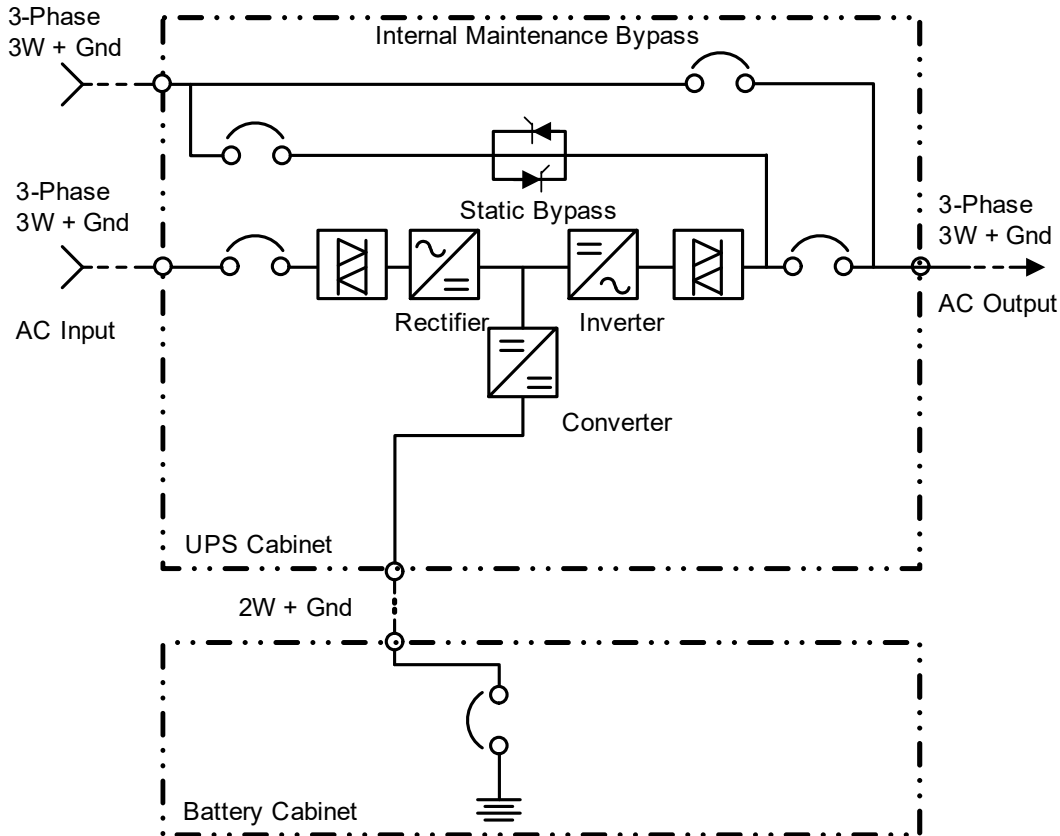 3-Phase
3W + Gnd
Internal Maintenance Bypass
3-Phase
3W + Gnd
Static Bypass
3-Phase
3W + Gnd
AC Input
Rectifier
Inverter
AC Output
Converter
UPS Cabinet
2W + Gnd
Battery Cabinet